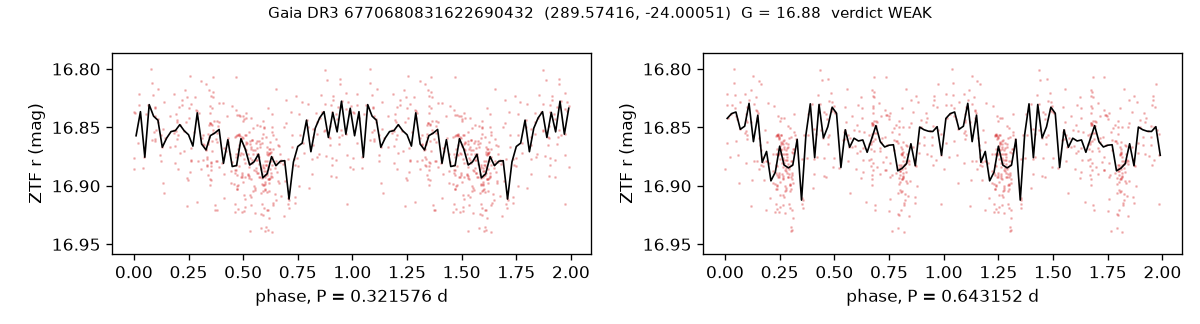 Gaia DR3 6770680831622690432 (289.57416, -24.00051) G = 16.88 verdict WEAK
ZTF r (mag)
16.80
16.85
16.90
16.95
0.00 0.25 0.50 0.75 1.00 1.25 1.50 1.75 2.00
phase, P = 0.321576 d
ZTF r (mag)
16.80
16.85
16.90
16.95
0.00 0.25 0.50 0.75 1.00 1.25 1.50 1.75 2.00
phase, P = 0.643152 d